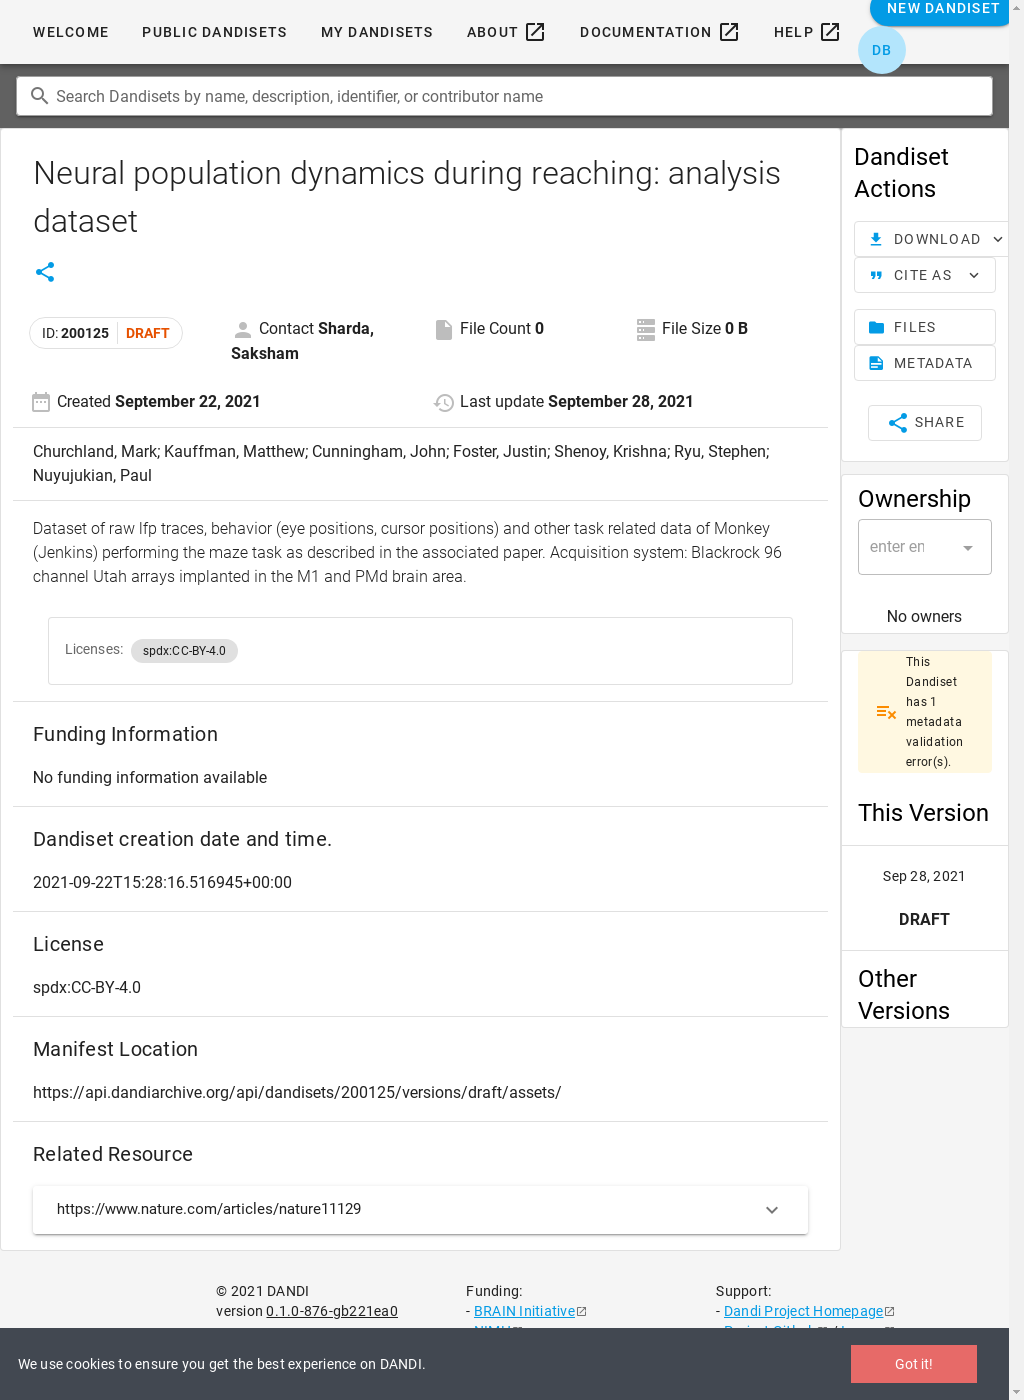 WELCOME PUBLIC DANDISETS MY DANDISETS ABOUT DOCUMENTATION HELP NEW DANDISET
DB
Search Dandisets by name, description, identifier, or contributor name
Neural population dynamics during reaching: analysis
dataset
ID: 200125 DRAFT
Contact Sharda,
Saksham
File Count 0
File Size 0 B
Created September 22, 2021
Last update September 28, 2021
Churchland, Mark; Kauffman, Matthew; Cunningham, John; Foster, Justin; Shenoy, Krishna; Ryu, Stephen;
Nuyujukian, Paul
Dataset of raw lfp traces, behavior (eye positions, cursor positions) and other task related data of Monkey
(Jenkins) performing the maze task as described in the associated paper. Acquisition system: Blackrock 96
channel Utah arrays implanted in the M1 and PMd brain area.
Licenses: spdx:CC-BY-4.0
Funding Information
No funding information available
Dandiset creation date and time.
2021-09-22T15:28:16.516945+00:00
License
spdx:CC-BY-4.0
Manifest Location
https://api.dandiarchive.org/api/dandisets/200125/versions/draft/assets/
Related Resource
https://www.nature.com/articles/nature11129
Dandiset
Actions
DOWNLOAD
CITE AS
FILES
METADATA
SHARE
Ownership
enter en
No owners
This
Dandiset
has 1
metadata
validation
error(s).
This Version
Sep 28, 2021
DRAFT
Other
Versions
© 2021 DANDI
version 0.1.0-876-gb221ea0
Funding:
- BRAIN Initiative
Support:
- Dandi Project Homepage
We use cookies to ensure you get the best experience on DANDI.
Got it!